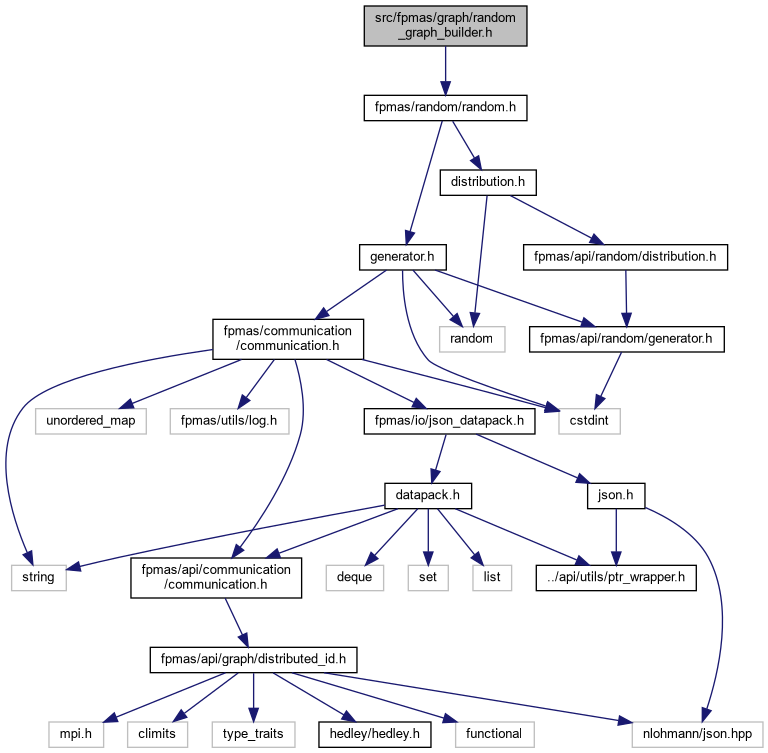 src/fpmas/graph/random
_graph_builder.h
fpmas/random/random.h
distribution.h
generator.h
fpmas/api/random/distribution.h
fpmas/communication
/communication.h
random
fpmas/api/random/generator.h
unordered_map
fpmas/utils/log.h
fpmas/io/json_datapack.h
cstdint
datapack.h
json.h
string
fpmas/api/communication
/communication.h
deque
set
list
../api/utils/ptr_wrapper.h
fpmas/api/graph/distributed_id.h
mpi.h
climits
type_traits
hedley/hedley.h
functional
nlohmann/json.hpp